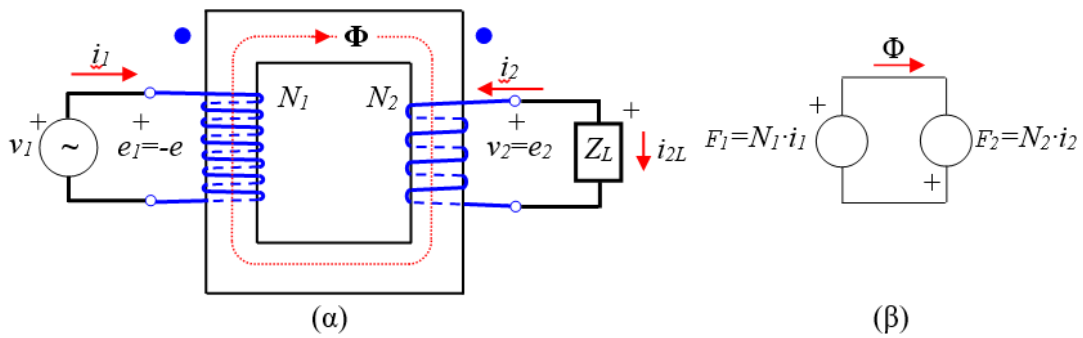 Φ
i1
i2
N1
N2
+
+
+
+
v1
~
e1=-e
v2=e2
ZL
i2L
(α)
Φ
+
F1=N1·i1
F2=N2·i2
+
(β)